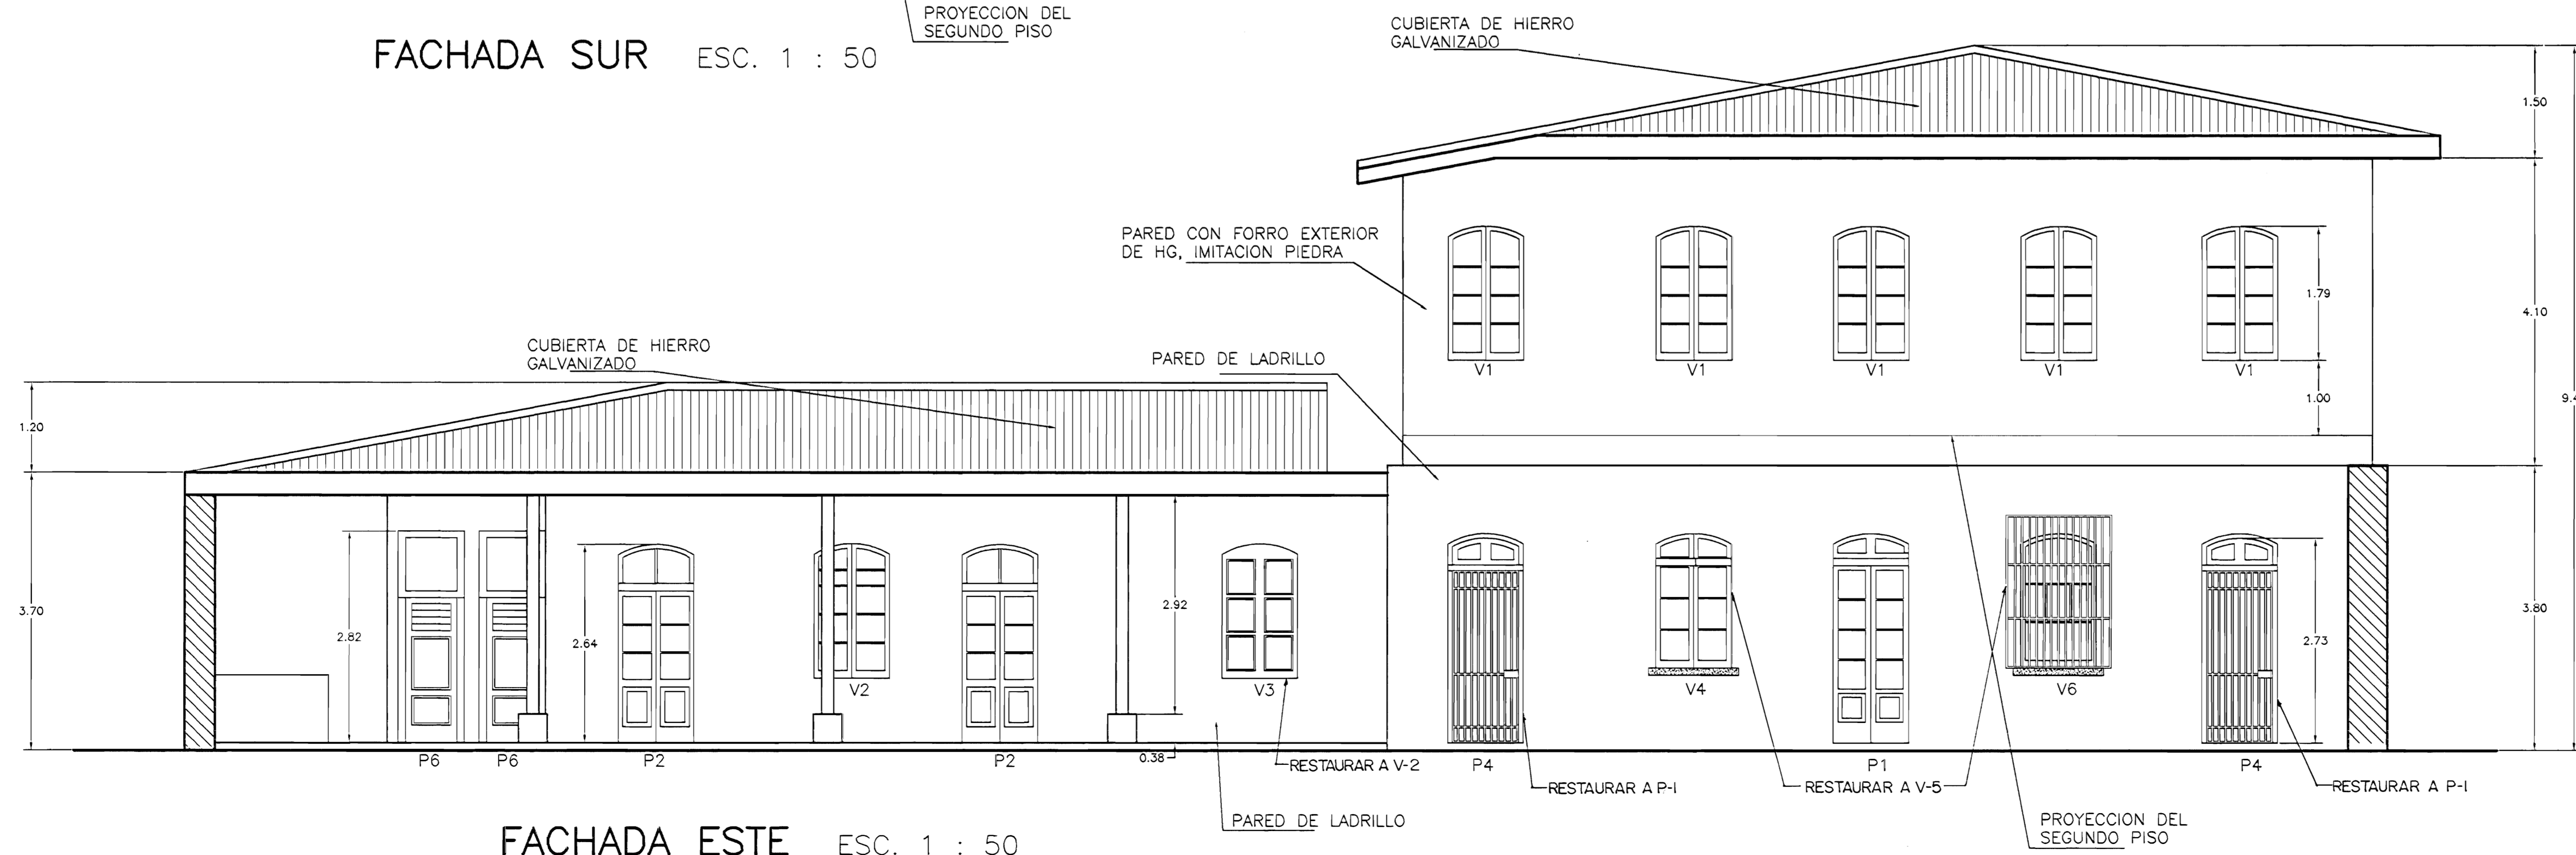 PROYECCION DEL
SEGUNDO PISO
FACHADA SUR ESC. 1 : 50
CUBIERTA DE HIERRO
GALVANIZADO
1.50
PARED CON FORRO EXTERIOR
DE HG, IMITACION PIEDRA
1.79
4.10
CUBIERTA DE HIERRO
GALVANIZADO
PARED DE LADRILLO
V1
V1
V1
V1
V1
1.00
1.20
3.70
2.82
2.64
2.92
3.80
2.73
V2
V3
V4
V6
0.38
P6
P6
P2
P2
RESTAURAR A V-2
P4
P1
P4
RESTAURAR A P-1
RESTAURAR A V-5
RESTAURAR A P-1
PARED DE LADRILLO
PROYECCION DEL
SEGUNDO PISO
FACHADA ESTE ESC. 1 : 50